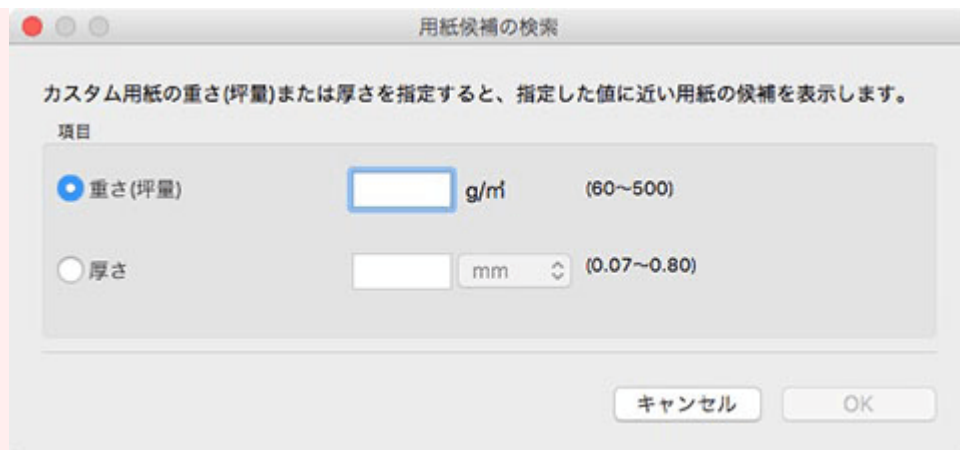 用紙候補の検索
カスタム用紙の重さ(坪量)または厚さを指定すると、指定した値に近い用紙の候補を表示します。
項目
重さ(坪量) g/㎡ (60〜500)
厚さ mm (0.07〜0.80)
キャンセル OK